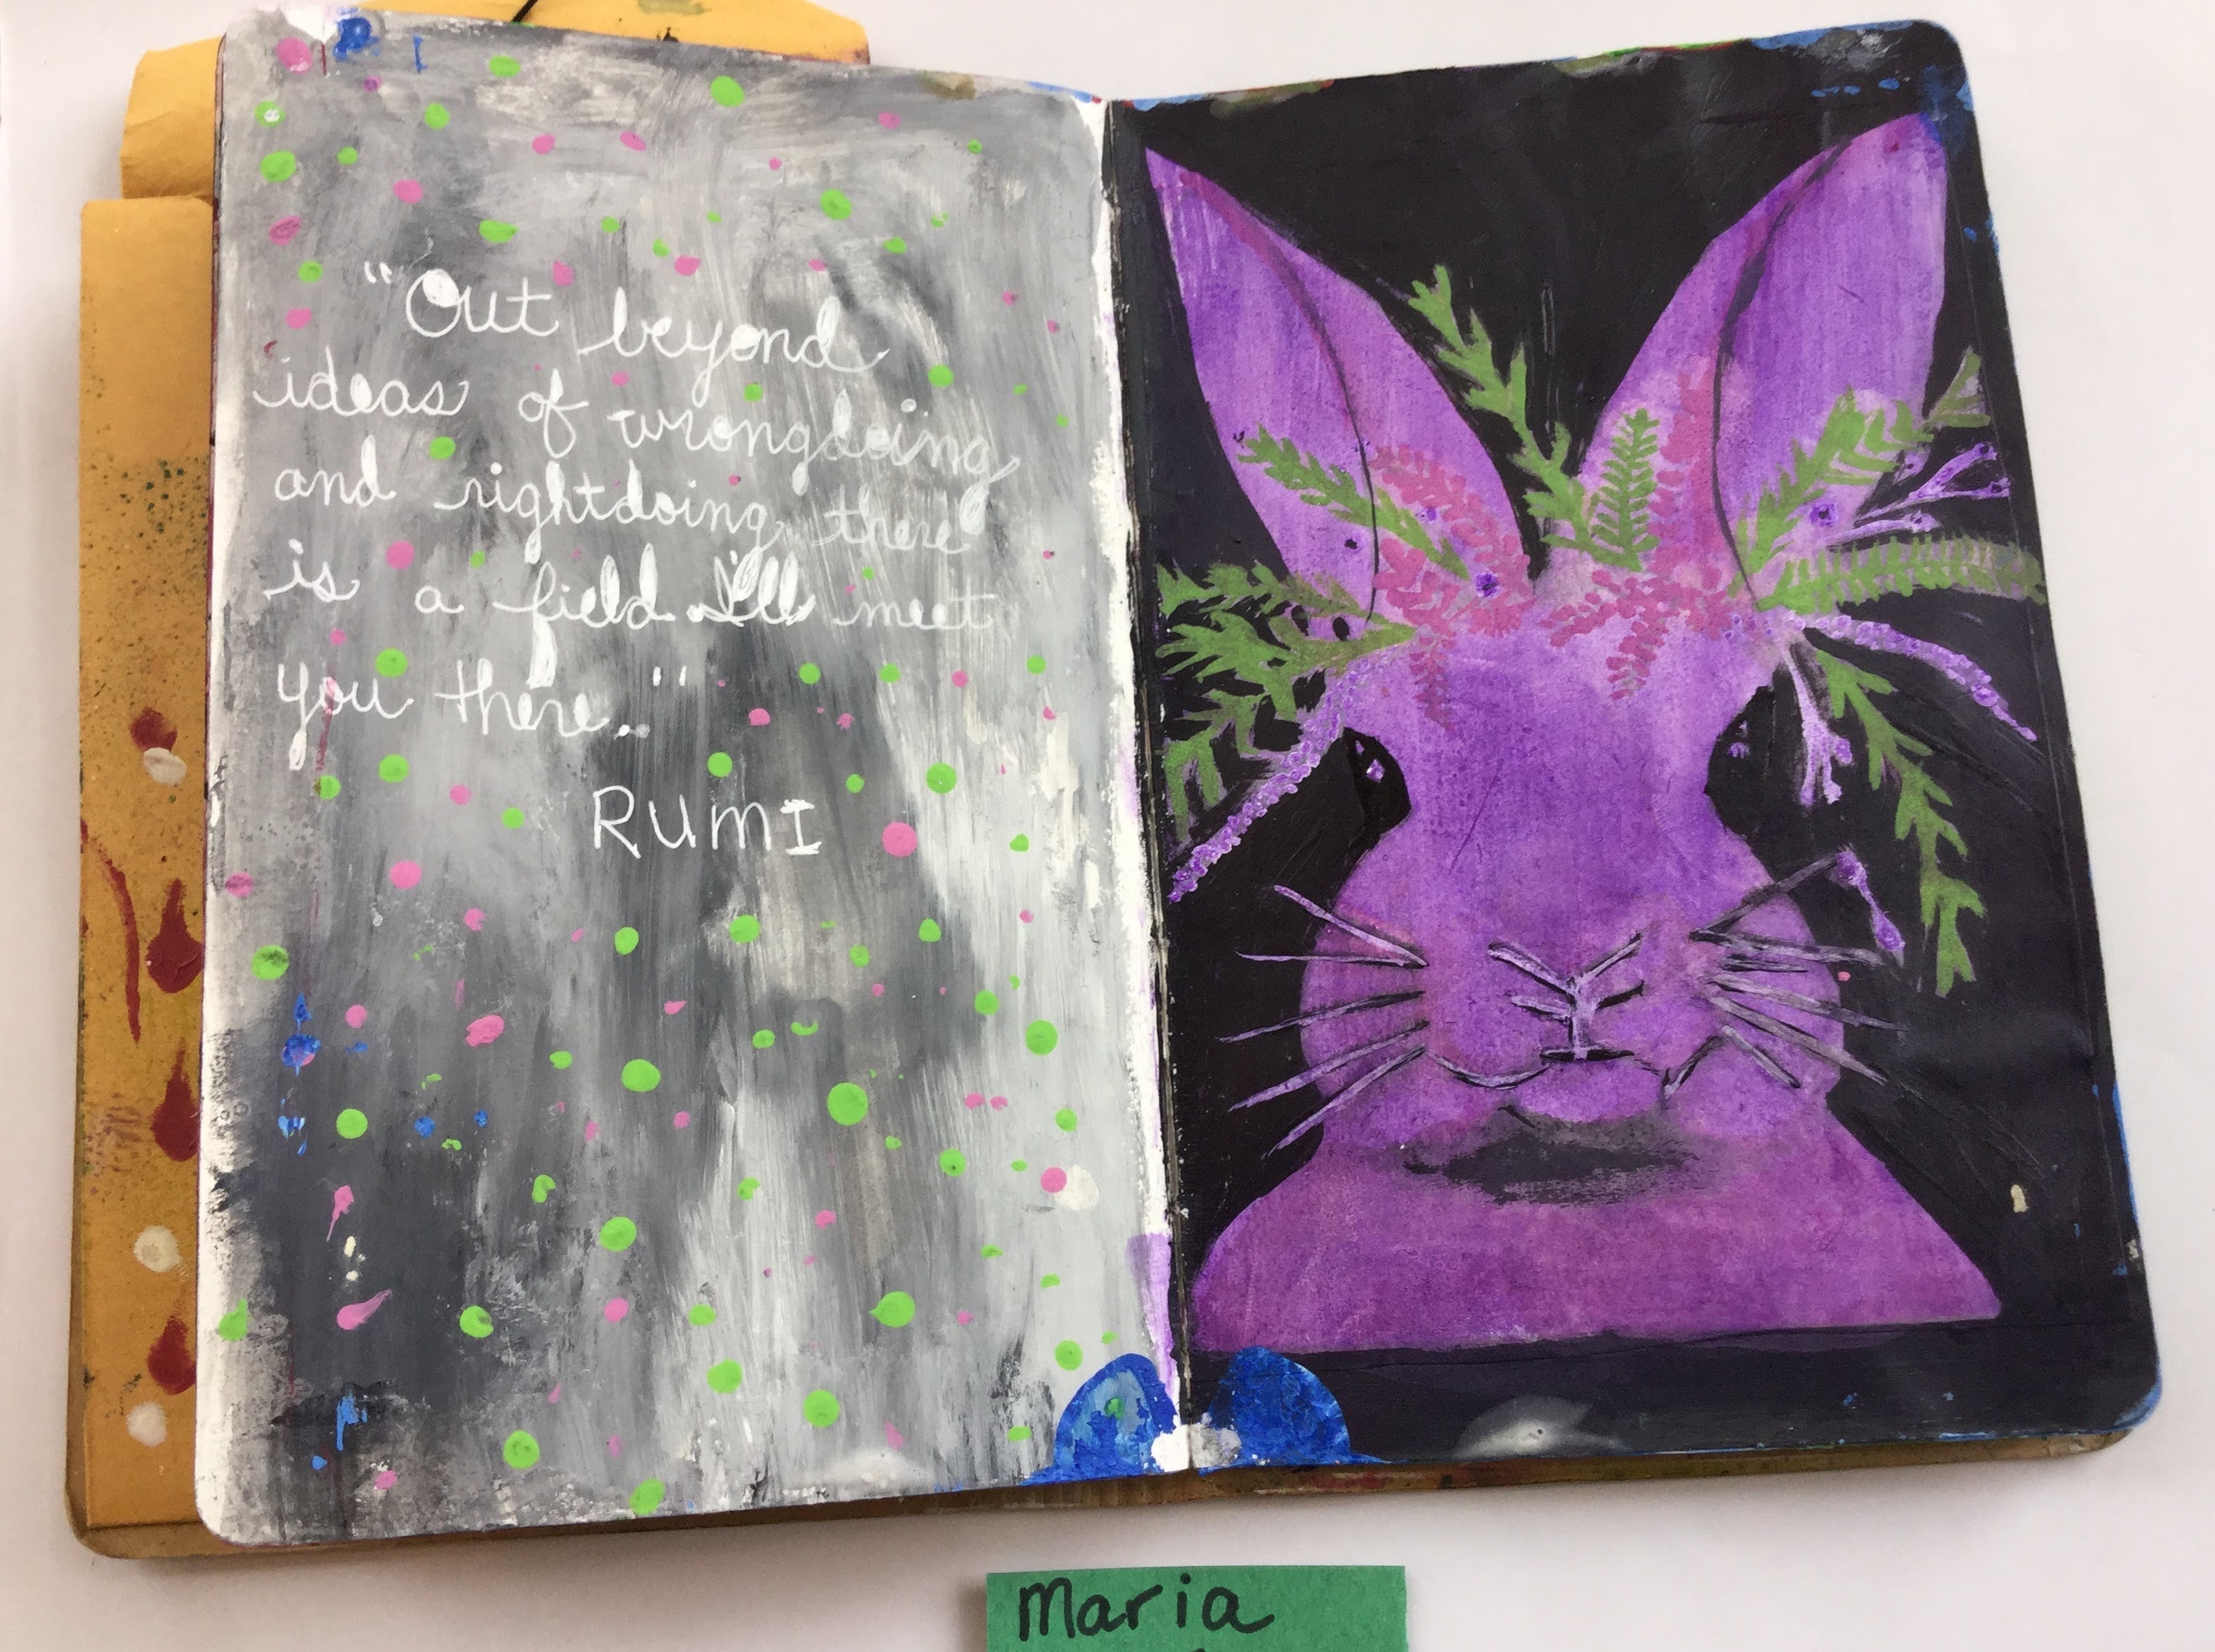 "Out beyond
ideas of wrongdoing
and rightdoing there
is a field. I'll meet
you there."
RUMI
Maria